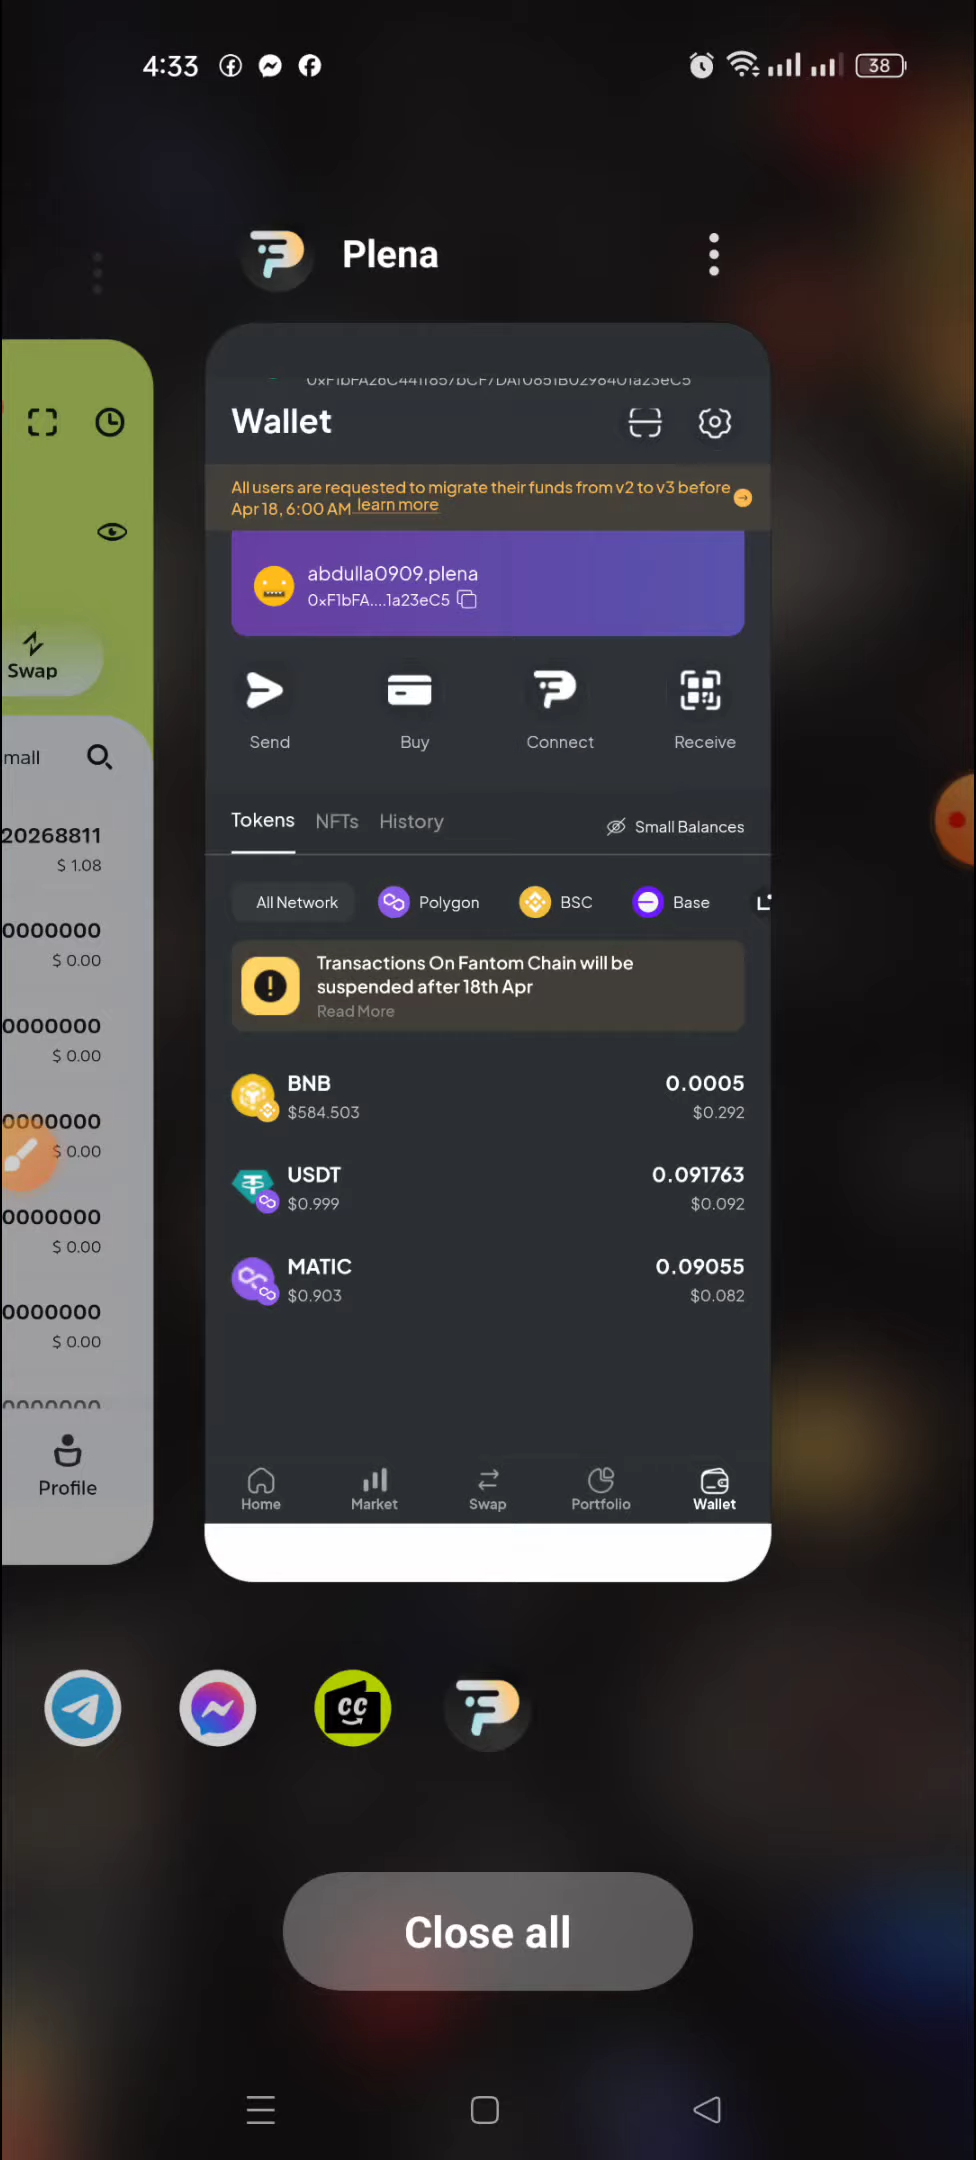 4:33
38
Plena
Wallet
All users are requested to migrate their funds from v2 to v3 before
Apr 18, 6:00 AM learn more
abdulla0909.plena
0xF1bFA....1a23eC5
Swap
Send
Buy
Connect
Receive
mall
Tokens
NFTs
History
Small Balances
20268811
$ 1.08
All Network
Polygon
BSC
Base
0000000
$ 0.00
Transactions On Fantom Chain will be
suspended after 18th Apr
Read More
0000000
$ 0.00
BNB
0.0005
$584.503
$0.292
0000000
$ 0.00
USDT
0.091763
$0.999
$0.092
0000000
$ 0.00
MATIC
0.09055
$0.903
$0.082
0000000
$ 0.00
Profile
Home
Market
Swap
Portfolio
Wallet
CC
Close all